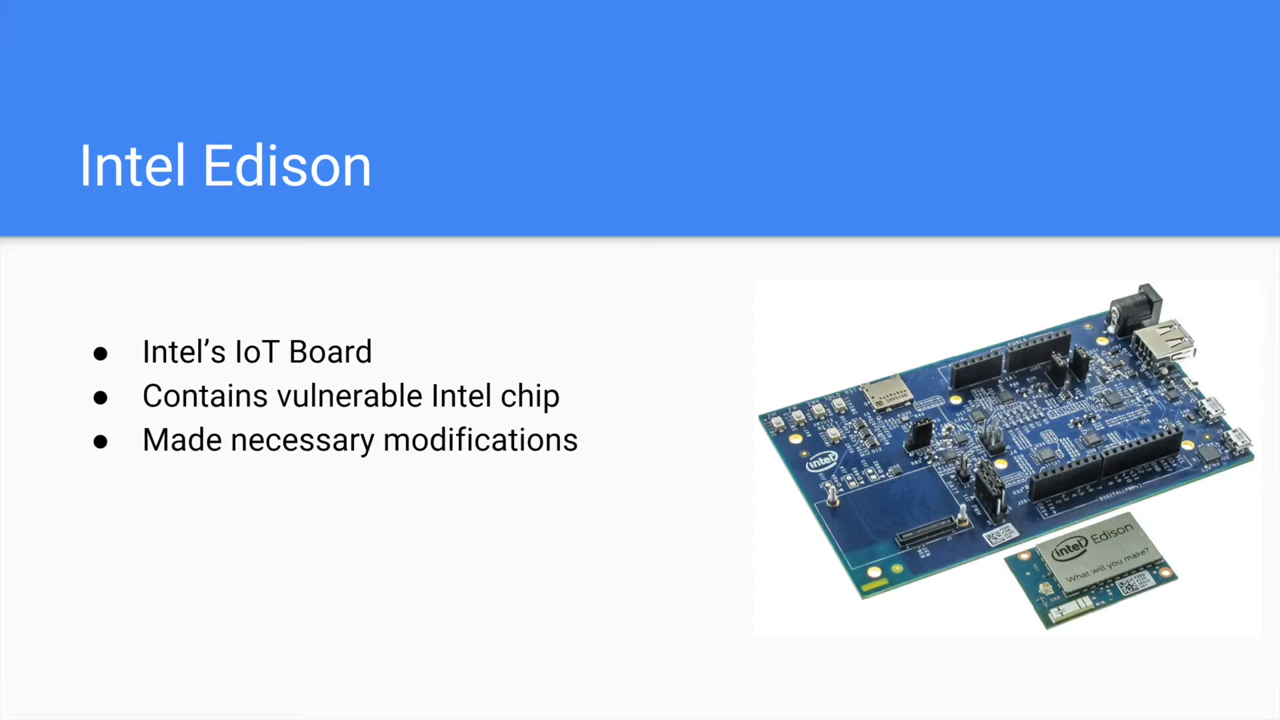 Intel Edison
Intel’s IoT Board
Contains vulnerable Intel chip
Made necessary modifications
intel
intel Edison
What will you make?